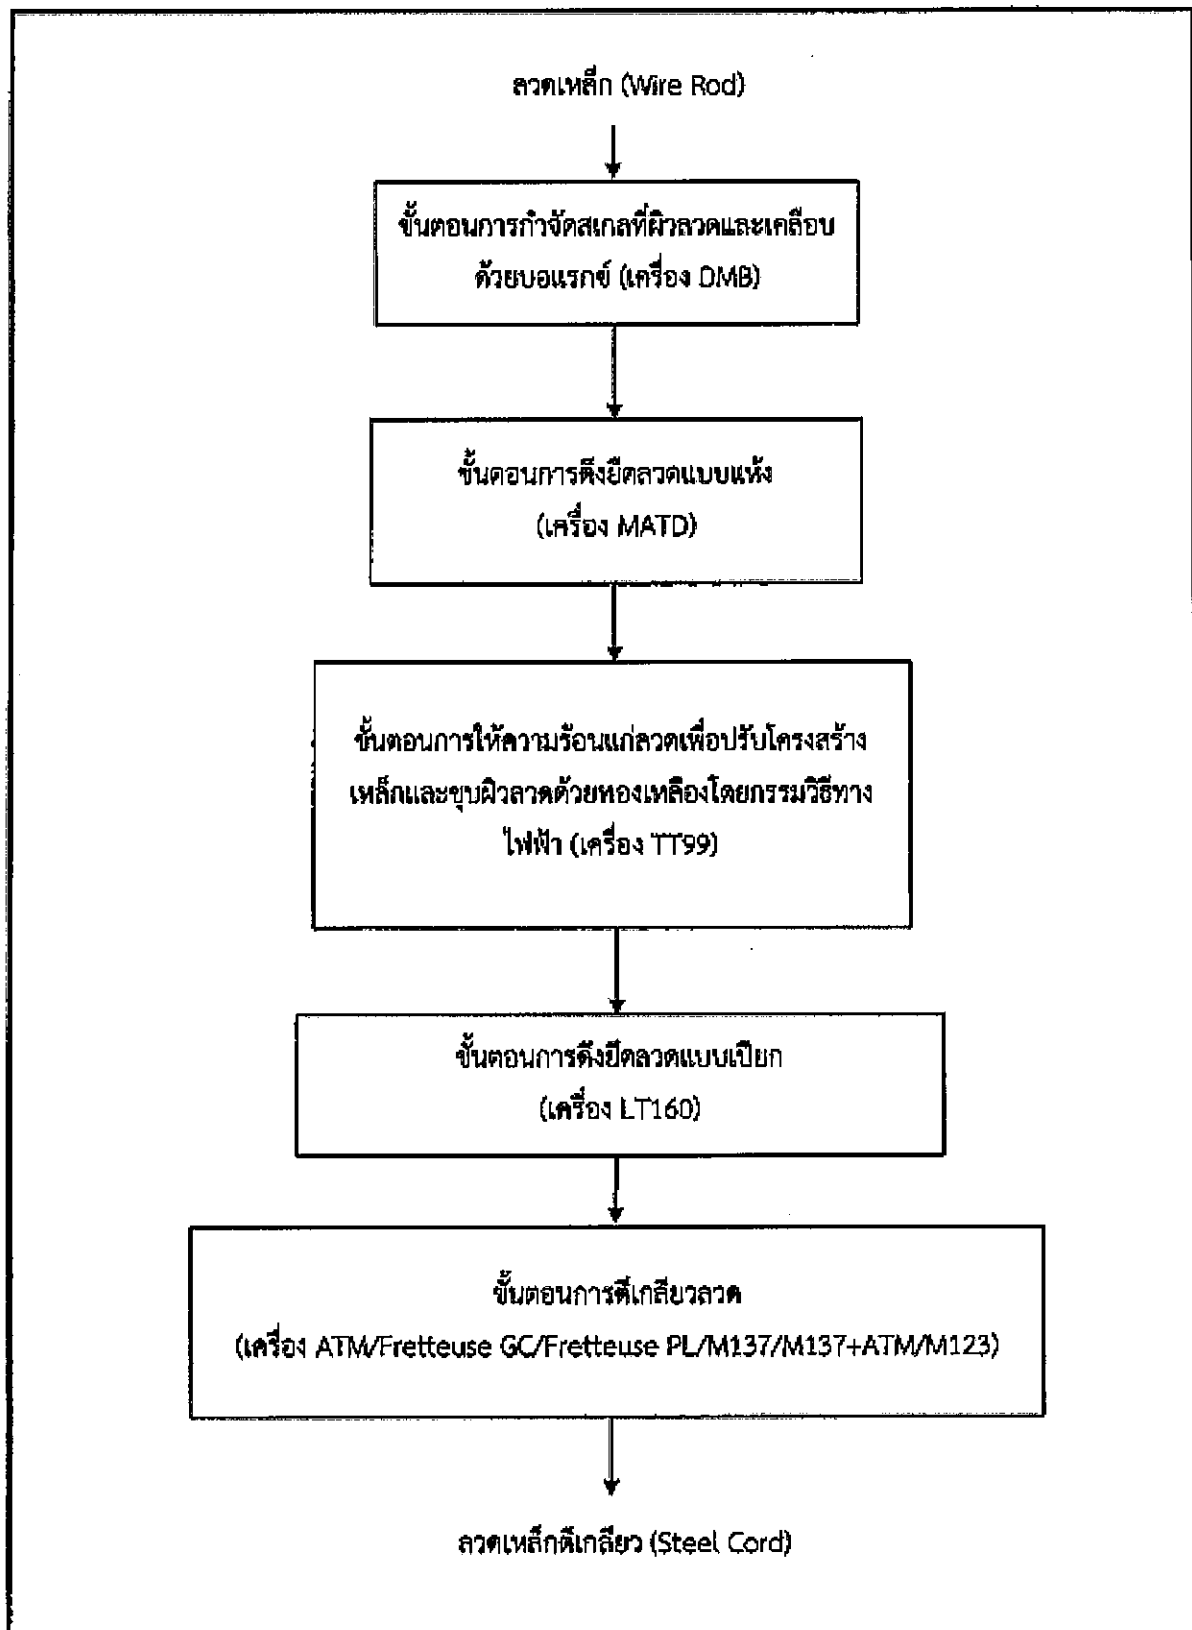 ลวดเหล็ก (Wire Rod)
ขั้นตอนการกำจัดสเกลที่ผิวลวดและเคลือบ
ด้วยบอแรกซ์ (เครื่อง DMB)
ขั้นตอนการดึงยืดลวดแบบแห้ง
(เครื่อง MATD)
ขั้นตอนการให้ความร้อนแก่ลวดเพื่อปรับโครงสร้าง
เหล็กและชุบผิวลวดด้วยทองเหลืองโดยกรรมวิธีทาง
ไฟฟ้า (เครื่อง TT99)
ขั้นตอนการดึงยืดลวดแบบเปียก
(เครื่อง LT160)
ขั้นตอนการตีเกลียวลวด
(เครื่อง ATM/Fretteuse GC/Fretteuse PL/M137/M137+ATM/M123)
ลวดเหล็กตีเกลียว (Steel Cord)